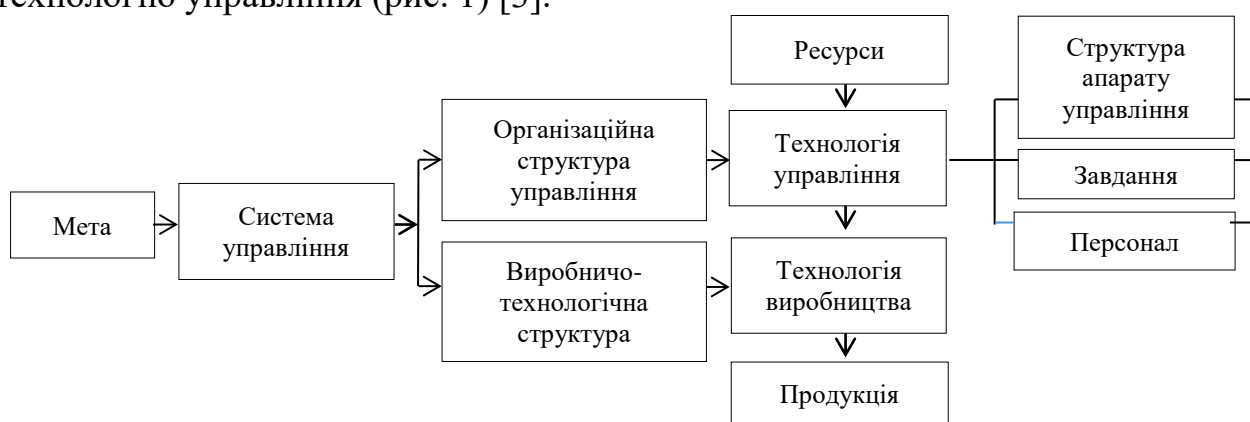 технологію управління (рис. 1) [5].
Ресурси
Структура
апарату
управління
Організаційна
структура
управління
Технологія
управління
Завдання
Мета
Система
управління
Персонал
Виробничо-
технологічна
структура
Технологія
виробництва
Продукція